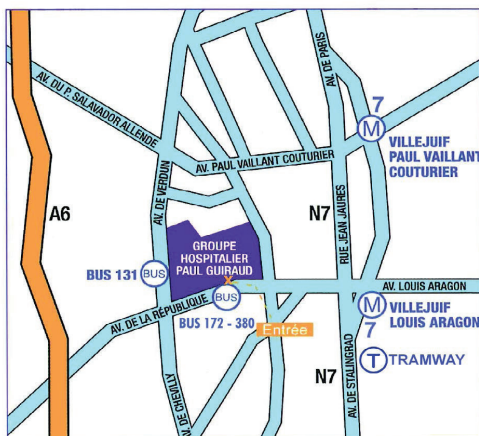 AV. DU P. SALAVADOR ALLENDE
AV. DE VERDUN
AV. DE PARIS
7
M
VILLEJUIF
PAUL VAILLANT
COUTURIER
AV. PAUL VAILLANT COUTURIER
A6
N7
RUE JEAN JAURES
GROUPE
HOSPITALIER
PAUL GUIRAUD
X
BUS 131
BUS
BUS
BUS 172 - 380
AV. DE LA RÉPUBLIQUE
Entrée
AV. LOUIS ARAGON
M
7
VILLEJUIF
LOUIS ARAGON
T
TRAMWAY
N7
AV. DE STALINGRAD
AV. DE CHEVILLY